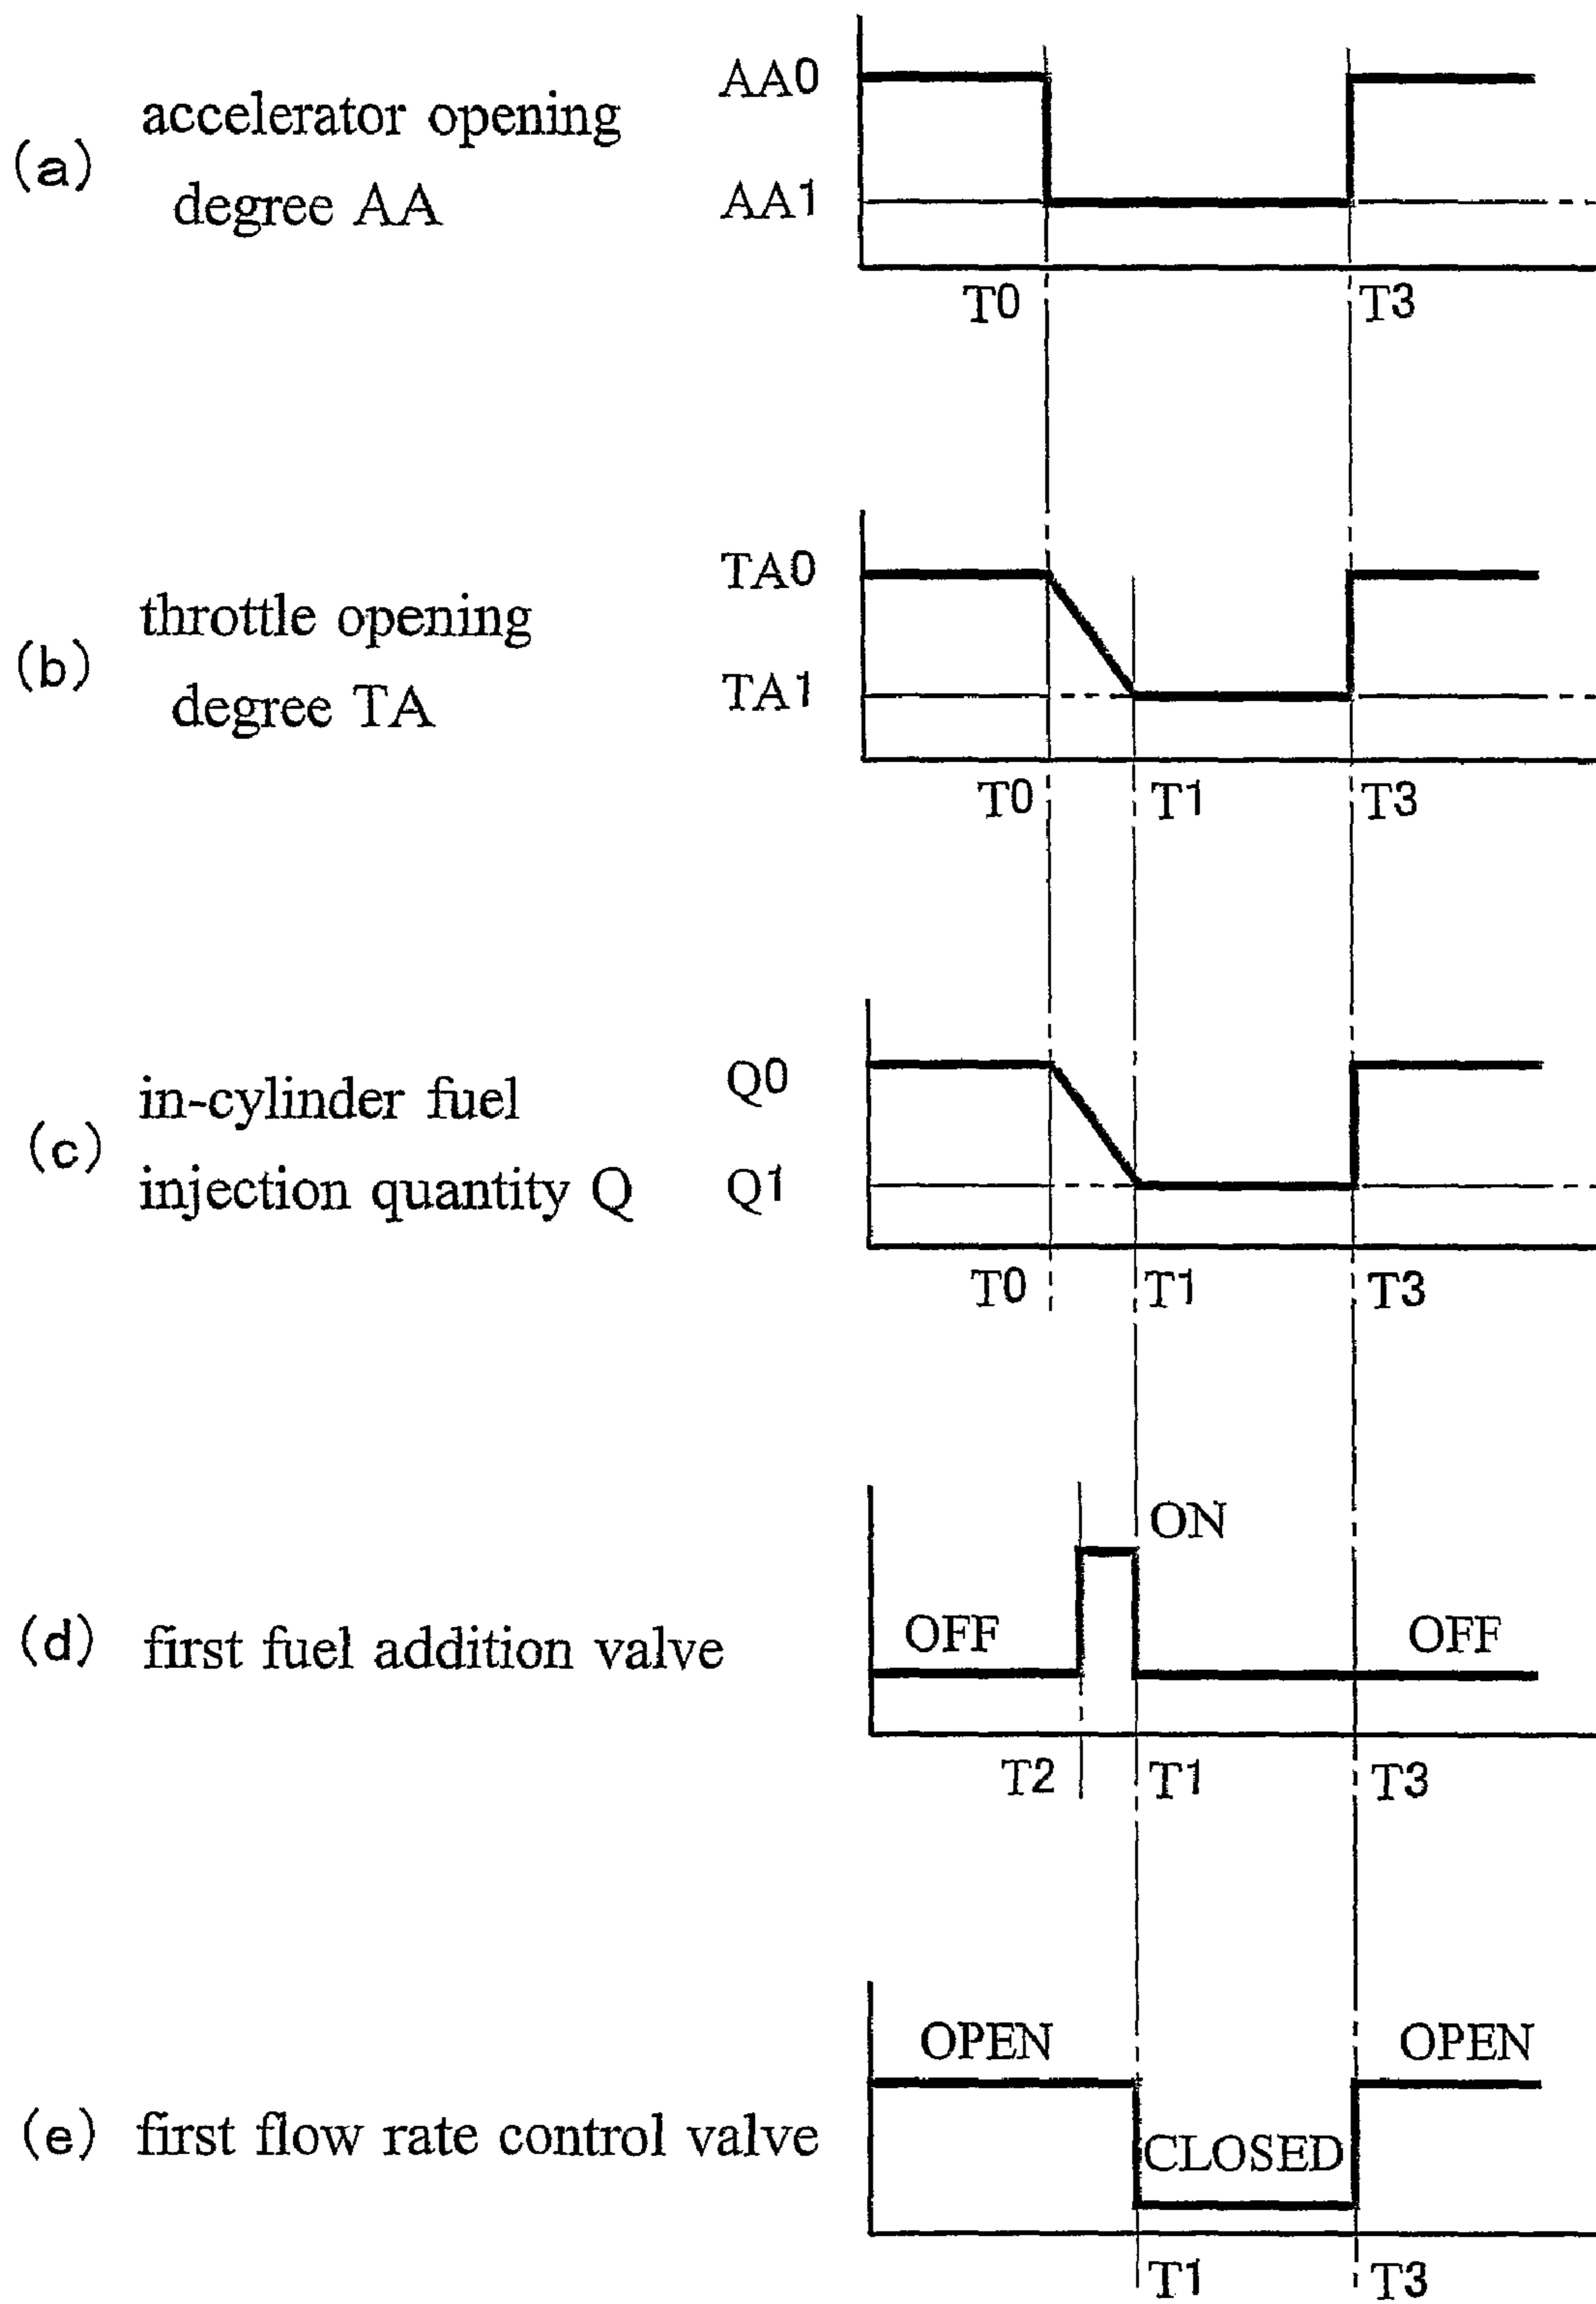 (a) accelerator opening
degree AA
AA0
AA1
T0 T3
(b) throttle opening
degree TA
TA0
TA1
T0 T1 T3
(c) in-cylinder fuel
injection quantity Q
Q0
Q1
T0 T1 T3
(d) first fuel addition valve
ON
OFF OFF
T2 T1 T3
(e) first flow rate control valve
OPEN OPEN
CLOSED
T1 T3